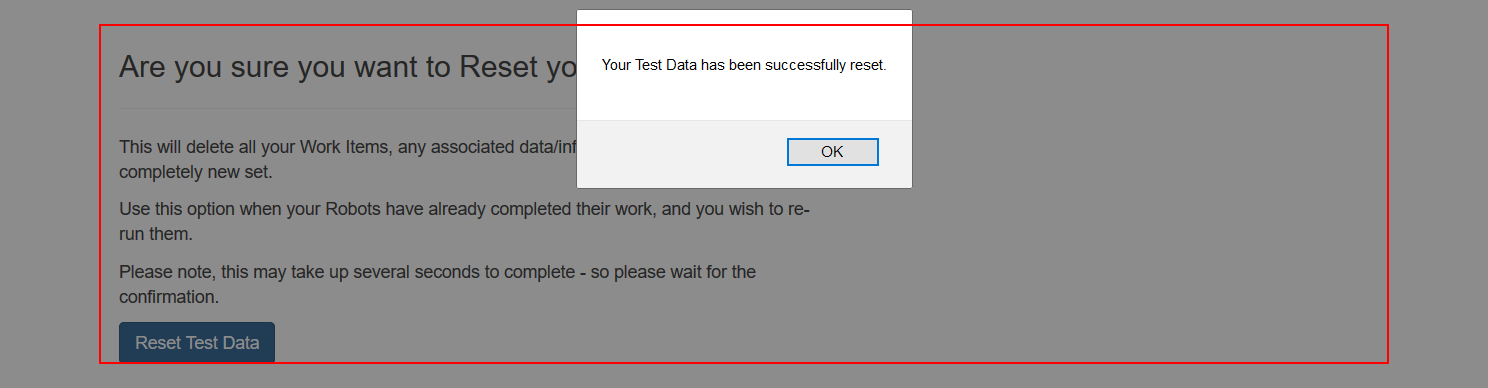 Your Test Data has been successfully reset.
OK
Are you sure you want to Reset yo
This will delete all your Work Items, any associated data/inf
completely new set.
Use this option when your Robots have already completed their work, and you wish to re-
run them.
Please note, this may take up several seconds to complete - so please wait for the
confirmation.
Reset Test Data